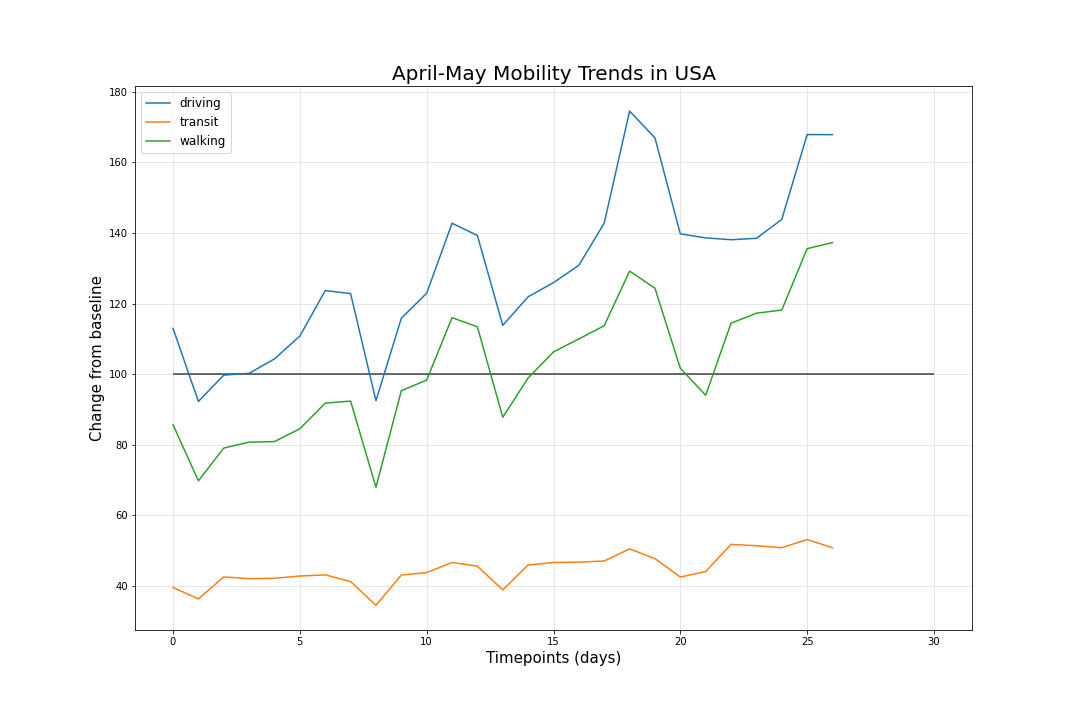 April-May Mobility Trends in USA
driving
transit
walking
180
160
140
120
100
80
60
40
Change from baseline
0 5 10 15 20 25 30
Timepoints (days)